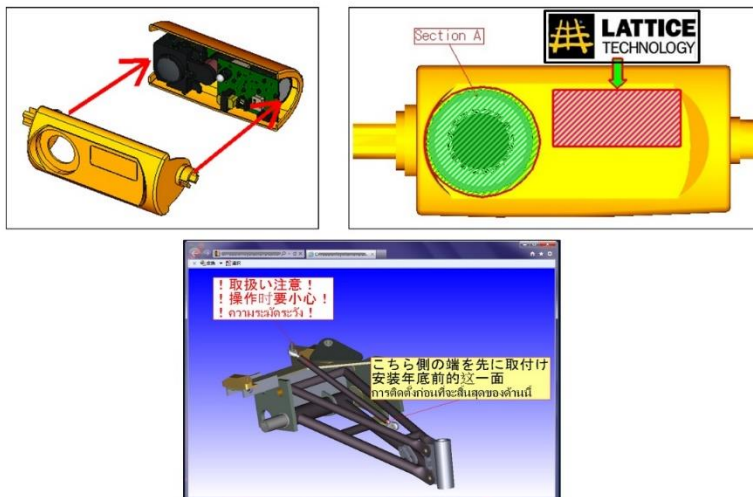 Section A
LATTICE
TECHNOLOGY
！取扱い注意！
！操作时要小心！
！ความระมัดระวัง！
こちら側の端を先に取付け
安装年底前的这一面
การติดตั้งก่อนที่จะสิ้นสุดของด้านนี้